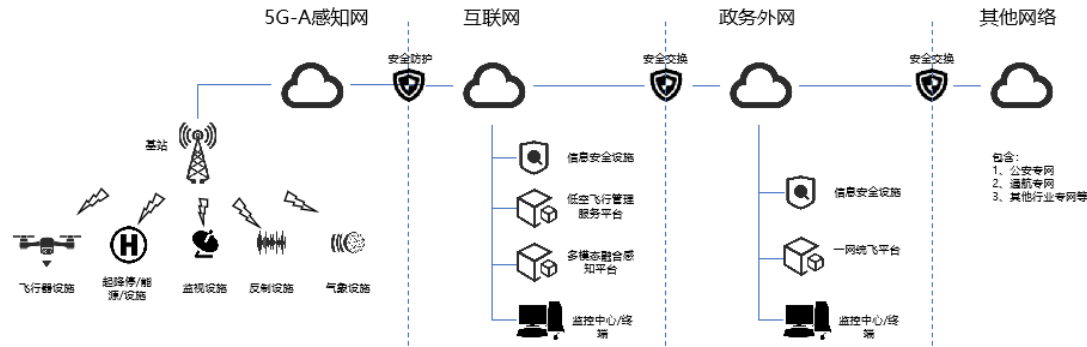 5G-A感知网
互联网
政务外网
其他网络
安全防护
安全交换
安全交换
基站
信息安全设施
低空飞行管理
服务平台
多模态融合感
知平台
监控中心/终
端
信息安全设施
一网统飞平台
监控中心/终
端
包含：
1、公安专网
2、通航专网
3、其他行业专网等
飞行器设施
起降停/能
源/设施
监视设施
反制设施
气象设施
H